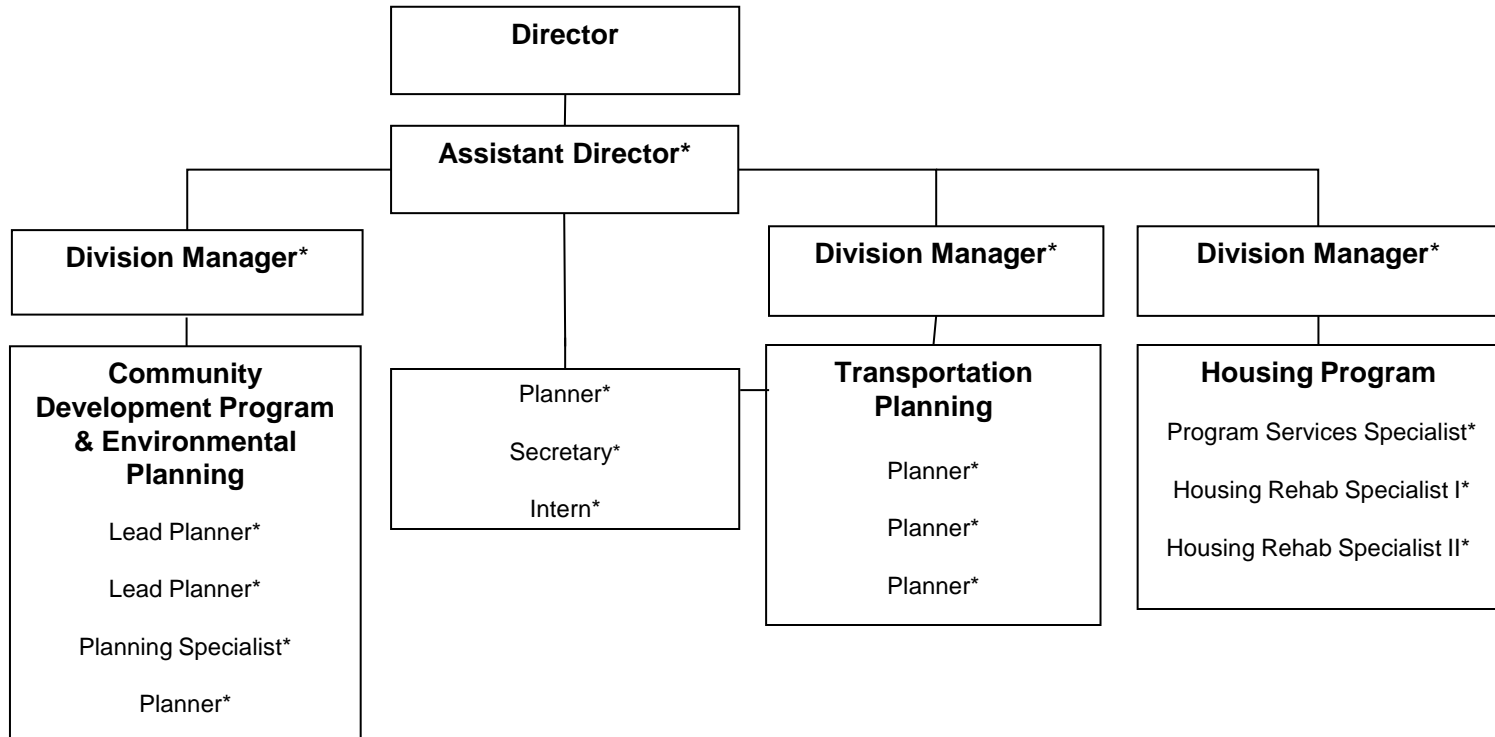 Director
Assistant Director*
Division Manager*
Division Manager*
Division Manager*
Community
Development Program
& Environmental
Planning
Lead Planner*
Lead Planner*
Planning Specialist*
Planner*
Planner*
Secretary*
Intern*
Transportation
Planning
Planner*
Planner*
Planner*
Housing Program
Program Services Specialist*
Housing Rehab Specialist I*
Housing Rehab Specialist II*